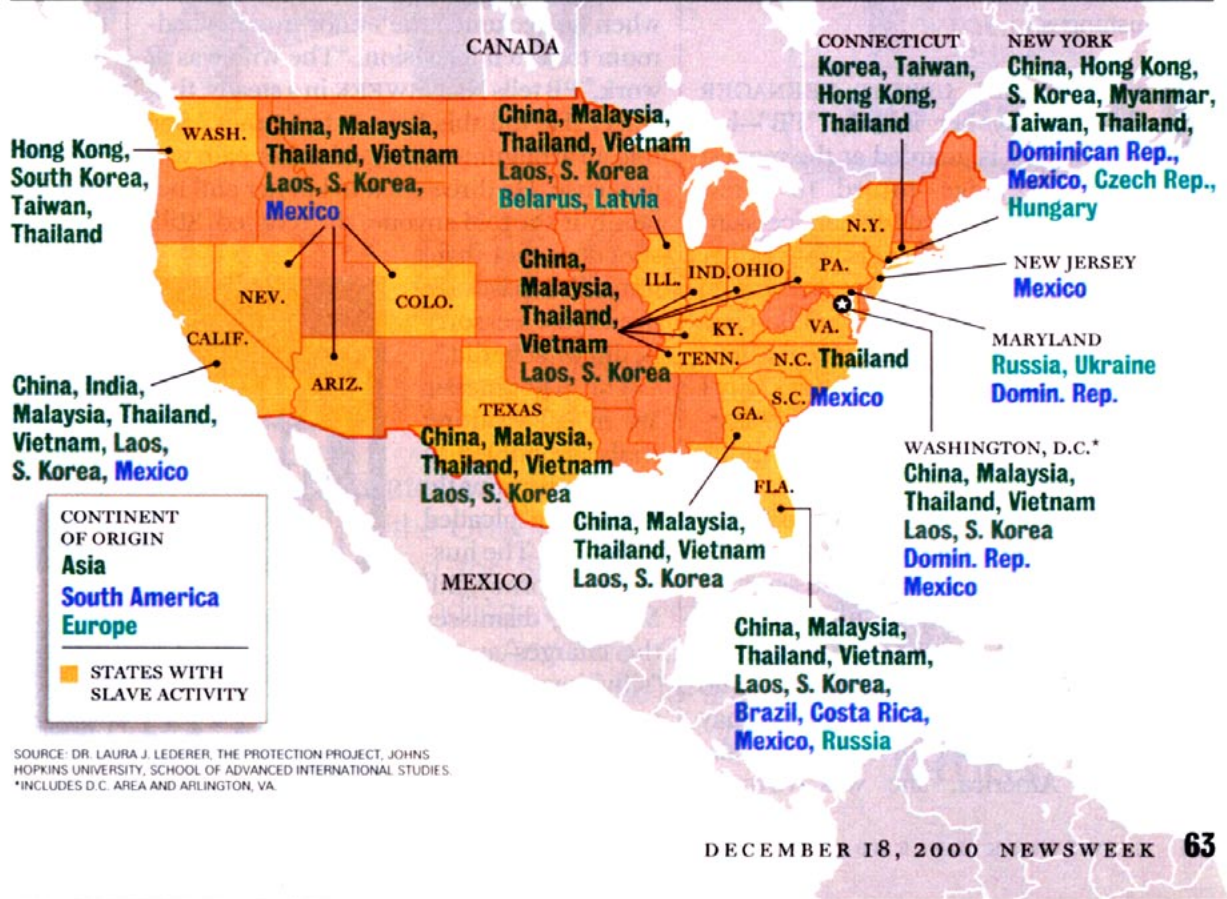 CANADA
CONNECTICUT
Korea, Taiwan,
Hong Kong,
Thailand
NEW YORK
China, Hong Kong,
S. Korea, Myanmar,
Taiwan, Thailand,
Dominican Rep.,
Mexico, Czech Rep.,
Hungary
WASH.
Hong Kong,
South Korea,
Taiwan,
Thailand
China, Malaysia,
Thailand, Vietnam
Laos, S. Korea,
Mexico
China, Malaysia,
Thailand, Vietnam
Laos, S. Korea
Belarus, Latvia
N.Y.
NEW JERSEY
Mexico
China,
Malaysia,
Thailand,
Vietnam
Laos, S. Korea
ILL.
IND.
OHIO
PA.
NEV.
COLO.
KY.
VA.
CALIF.
ARIZ.
TENN.
N.C. Thailand
S.C. Mexico
MARYLAND
Russia, Ukraine
Domin. Rep.
China, India,
Malaysia, Thailand,
Vietnam, Laos,
S. Korea, Mexico
TEXAS
China, Malaysia,
Thailand, Vietnam
Laos, S. Korea
GA.
WASHINGTON, D.C.*
China, Malaysia,
Thailand, Vietnam
Laos, S. Korea
Domin. Rep.
Mexico
FLA.
China, Malaysia,
Thailand, Vietnam
Laos, S. Korea
MEXICO
China, Malaysia,
Thailand, Vietnam,
Laos, S. Korea,
Brazil, Costa Rica,
Mexico, Russia
CONTINENT
OF ORIGIN
Asia
South America
Europe
STATES WITH
SLAVE ACTIVITY
SOURCE: DR. LAURA J. LEDERER, THE PROTECTION PROJECT, JOHNS
HOPKINS UNIVERSITY, SCHOOL OF ADVANCED INTERNATIONAL STUDIES.
*INCLUDES D.C. AREA AND ARLINGTON, VA.
DECEMBER 18, 2000 NEWSWEEK 63